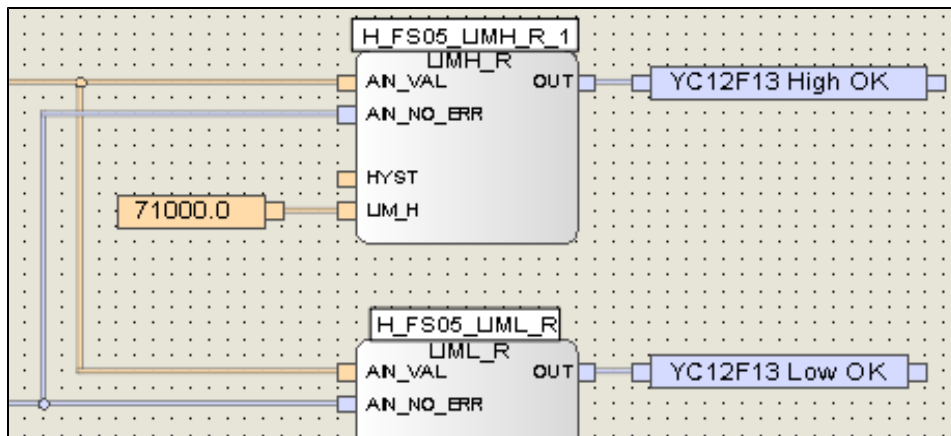 H_FS05_LIMH_R_1
LIMH_R
AIN_VAL OUT YC12F13 High OK
AIN_NO_ERR
HYST
71000.0 LIM_H
H_FS05_LIML_R
LIML_R
AIN_VAL OUT YC12F13 Low OK
AIN_NO_ERR